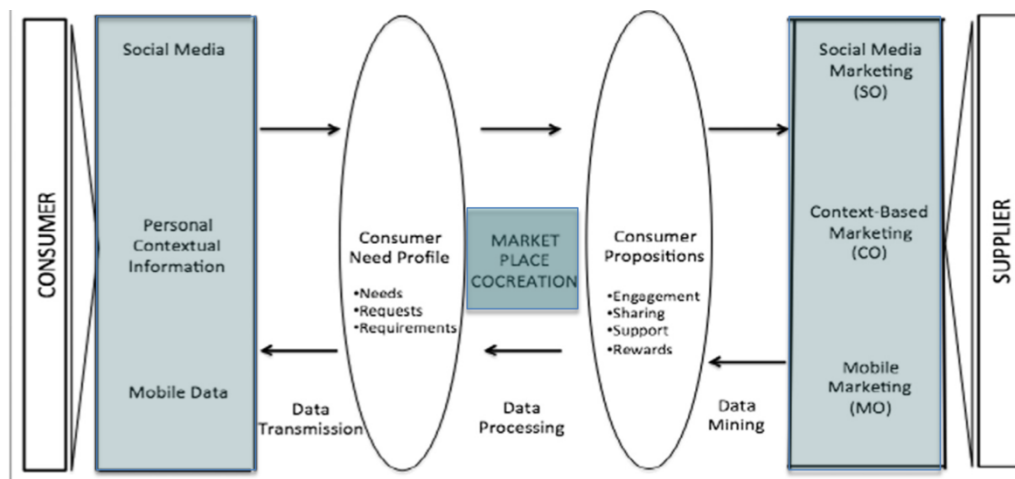 CONSUMER
Social Media
Personal
Contextual
Information
Mobile Data
Data
Transmission
Consumer
Need Profile
•Needs
•Requests
•Requirements
MARKET
PLACE
COCREATION
Data
Processing
Consumer
Propositions
•Engagement
•Sharing
•Support
•Rewards
Data
Mining
Social Media
Marketing
(SO)
Context-Based
Marketing
(CO)
Mobile
Marketing
(MO)
SUPPLIER